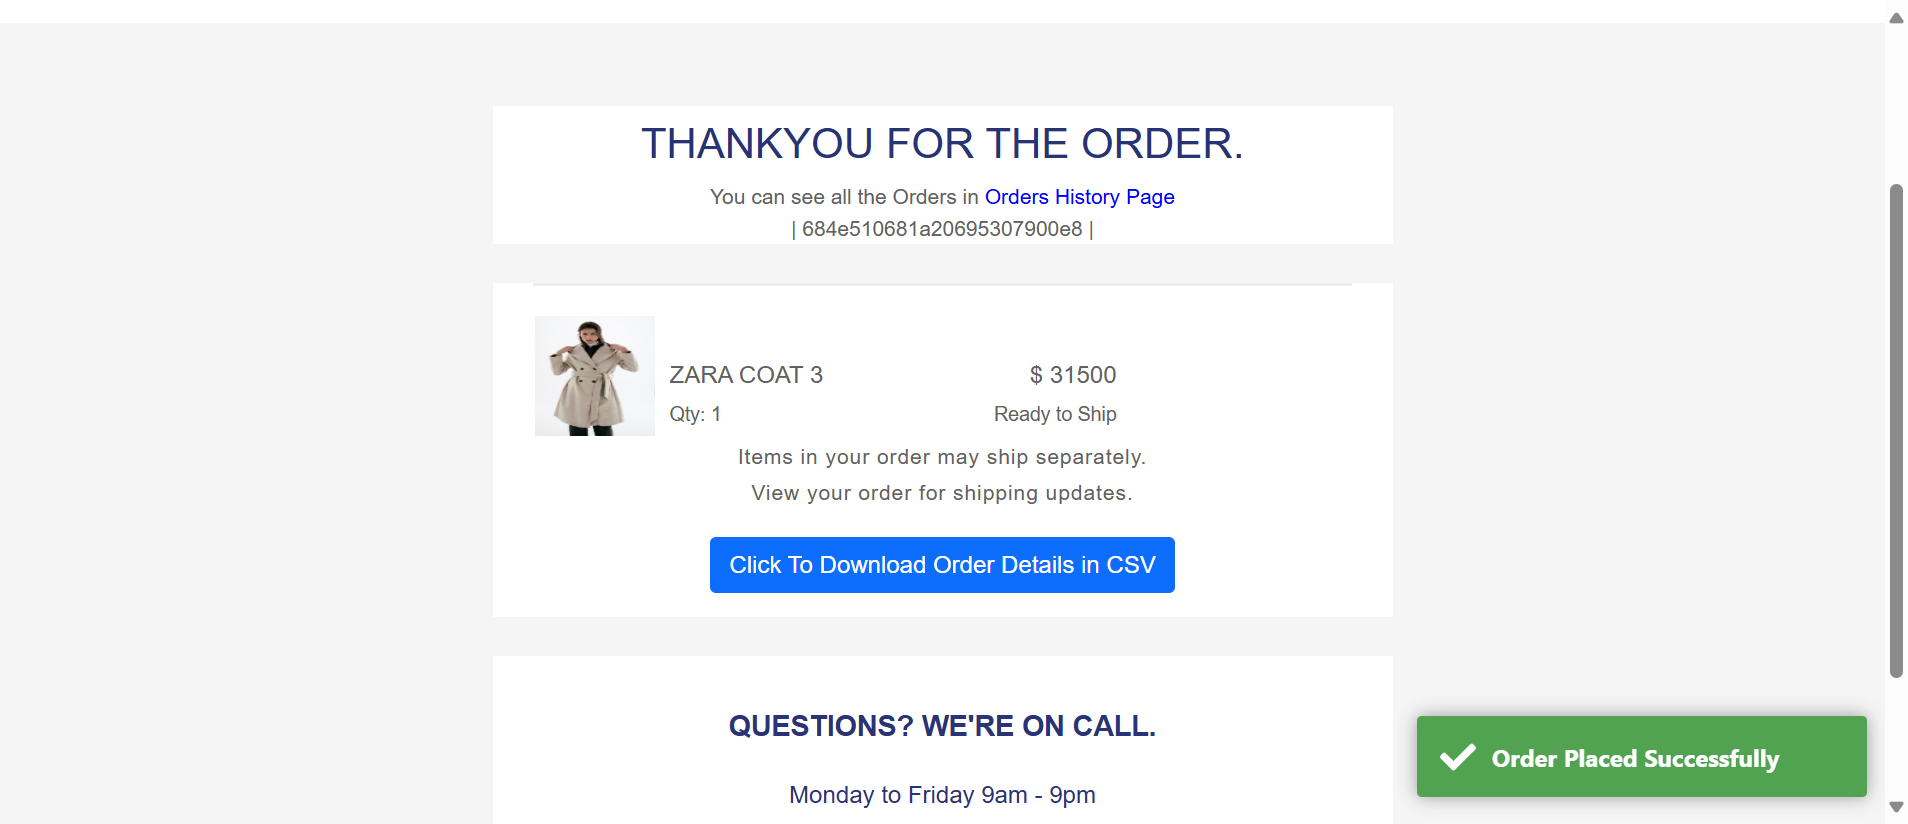 THANKYOU FOR THE ORDER.
You can see all the Orders in Orders History Page
| 684e510681a20695307900e8 |
ZARA COAT 3
$ 31500
Qty: 1
Ready to Ship
Items in your order may ship separately.
View your order for shipping updates.
Click To Download Order Details in CSV
QUESTIONS? WE'RE ON CALL.
Order Placed Successfully
Monday to Friday 9am - 9pm